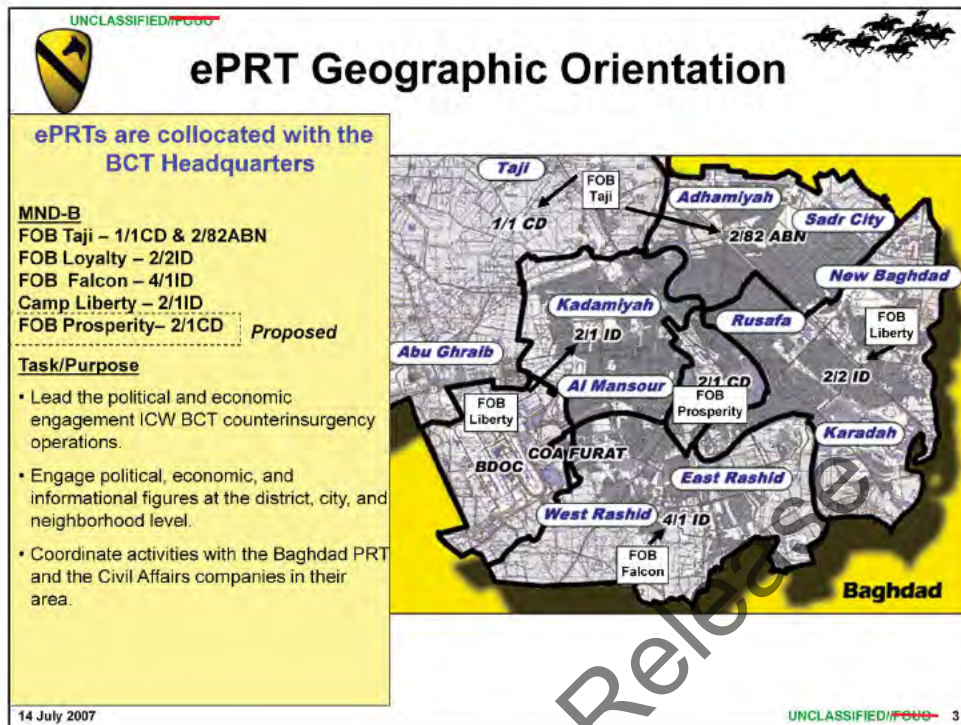 UNCLASSIFIED//FOUO
ePRT Geographic Orientation
ePRTs are collocated with the
BCT Headquarters
MND-B
FOB Taji – 1/1CD & 2/82ABN
FOB Loyalty – 2/2ID
FOB Falcon – 4/1ID
Camp Liberty – 2/1ID
FOB Prosperity– 2/1CD
Proposed
Task/Purpose
• Lead the political and economic
engagement ICW BCT counterinsurgency
operations.
• Engage political, economic, and
informational figures at the district, city, and
neighborhood level.
• Coordinate activities with the Baghdad PRT
and the Civil Affairs companies in their
area.
Taji
FOB
Taji
Adhamiyah
Sadr City
1/1 CD
2/82 ABN
New Baghdad
Kadamiyah
Rusafa
FOB
Liberty
2/1 ID
Abu Ghraib
Al Mansour
2/1 CD
2/2 ID
FOB
Liberty
FOB
Prosperity
Karadah
COA FURAT
BDOC
East Rashid
West Rashid
4/1 ID
FOB
Falcon
Baghdad
Release
14 July 2007
UNCLASSIFIED//FOUO
3